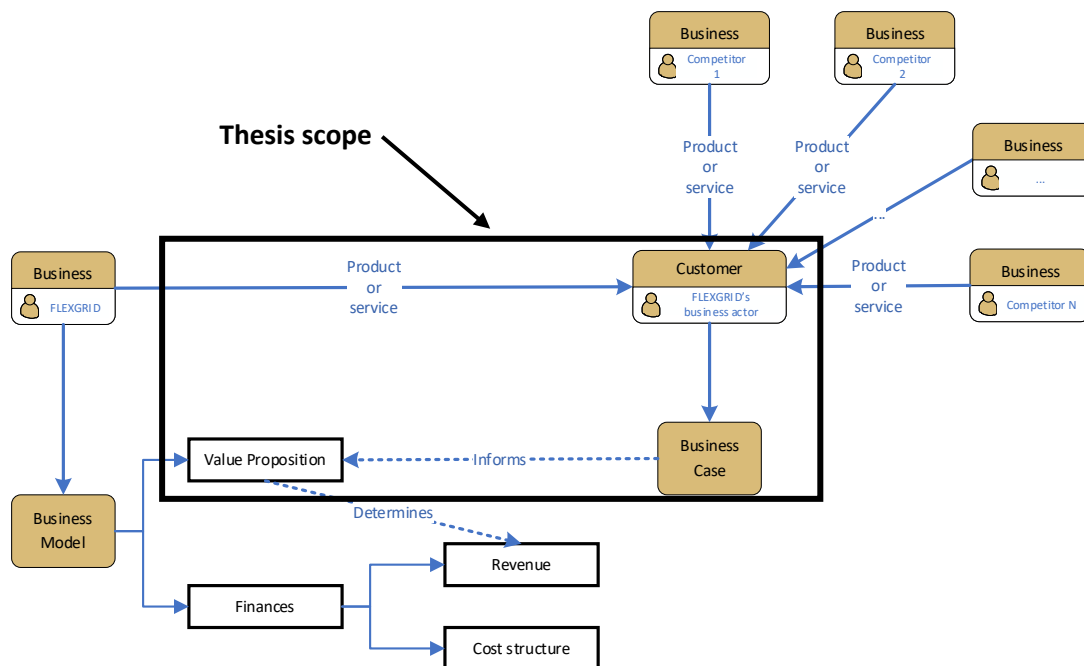 Business
Competitor
1
Business
Competitor
2
Thesis scope
Product
or
service
Product
or
service
Business
...
...
Business
FLEXGRID
Product
or
service
Customer
FLEXGRID's
business actor
Product
or
service
Business
Competitor N
Value Proposition
Informs
Business
Case
Business
Model
Determines
Revenue
Finances
Cost structure